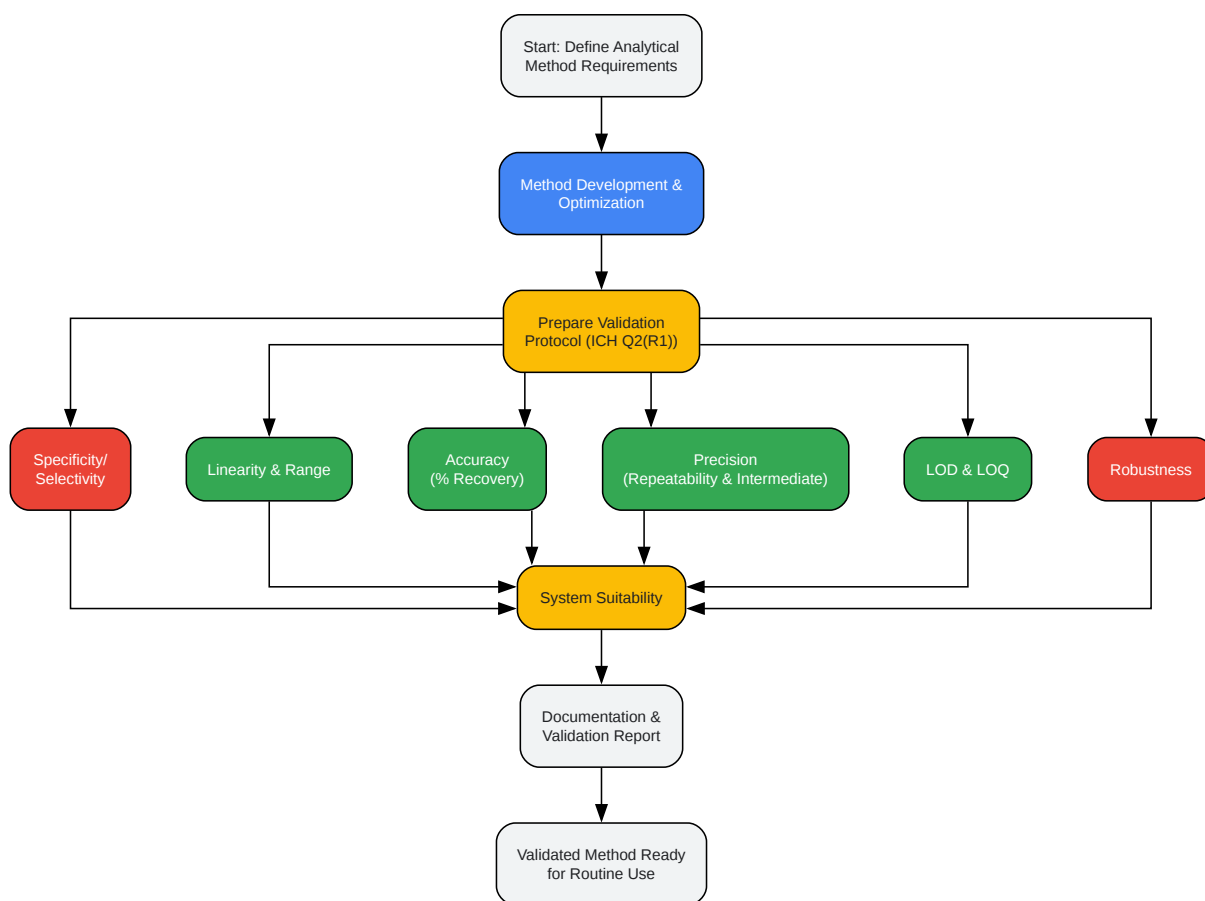 Start: Define Analytical
Method Requirements
Method Development &
Optimization
Prepare Validation
Protocol (ICH Q2(R1))
Specificity/
Selectivity
Linearity & Range
Accuracy
(% Recovery)
Precision
(Repeatability & Intermediate)
LOD & LOQ
Robustness
System Suitability
Documentation &
Validation Report
Validated Method Ready
for Routine Use